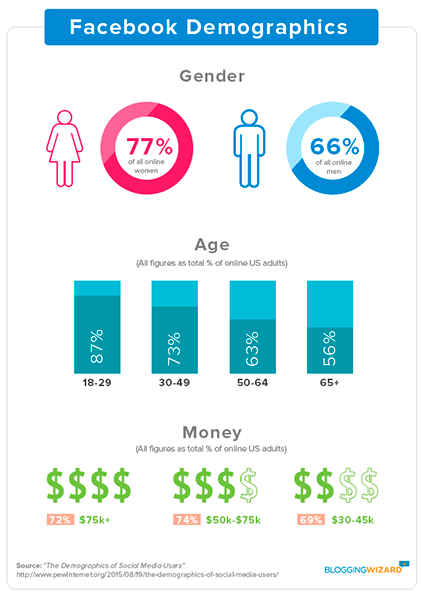 Facebook Demographics
Gender
77%
of all online
women
66%
of all online
men
Age
(All figures as total % of online US adults)
87%
73%
63%
56%
18-29
30-49
50-64
65+
Money
(All figures as total % of online US adults)
$$$$
$$$$
$$$$
72% $75k+
74% $50k-$75k
69% $30-45k
Source: "The Demographics of Social Media Users"
http://www.pewinternet.org/2015/08/19/the-demographics-of-social-media-users/
BLOGGINGWIZARD